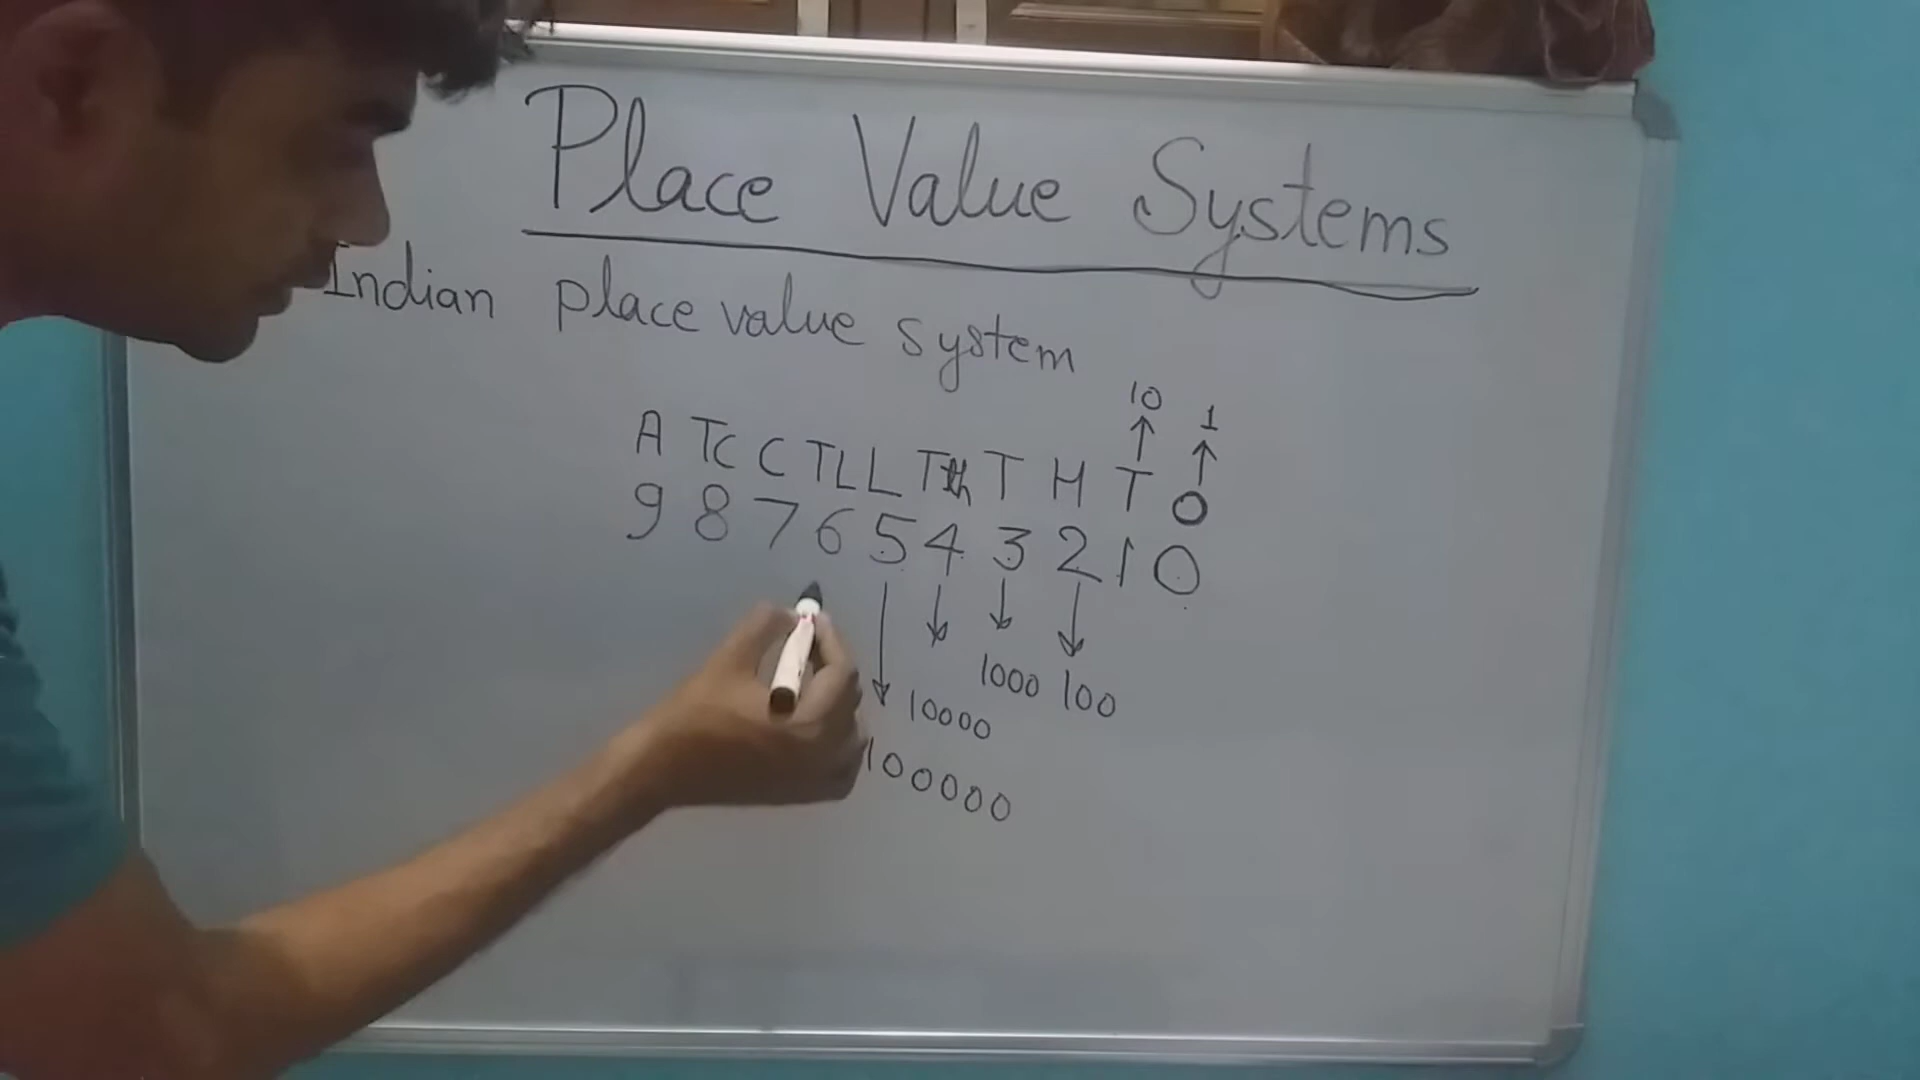 Place Value Systems
Indian place value system
10 1
A TC C TL L Tth T H T O
9 8 7 6 5 4 3 2 1 0
1000 100
10000
100000